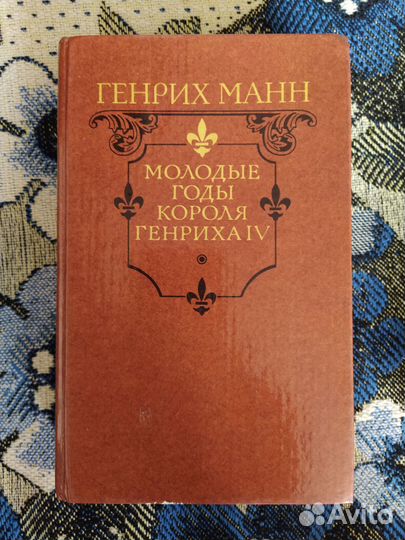 ГЕНРИХ МАНН
МОЛОДЫЕ
ГОДЫ
КОРОЛЯ
ГЕНРИХА IV
Avito